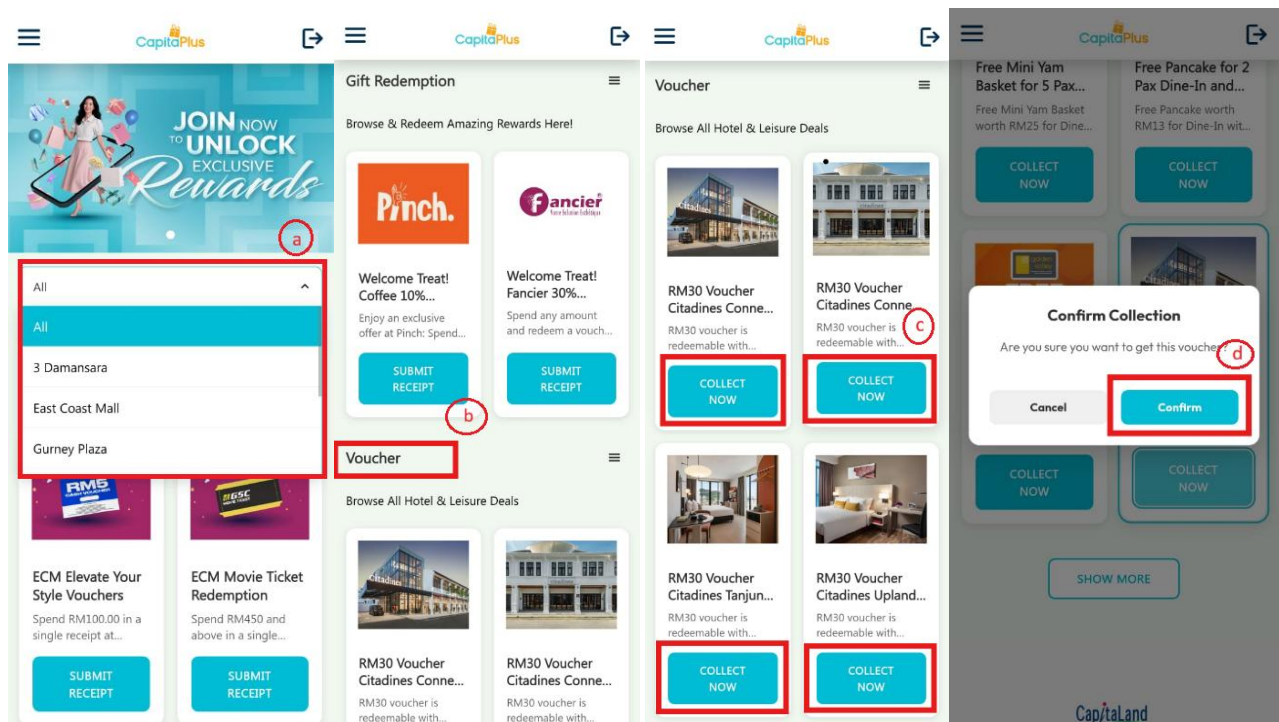 CapitaPlus
JOIN NOW
TO UNLOCK
EXCLUSIVE
Rewards
a
All
All
3 Damansara
East Coast Mall
Gurney Plaza
RM5
CASH VOUCHER
GSC
MOVIE TICKET
ECM Elevate Your
Style Vouchers
Spend RM100.00 in a
single receipt at...
SUBMIT
RECEIPT
ECM Movie Ticket
Redemption
Spend RM450 and
above in a single...
SUBMIT
RECEIPT
CapitaPlus
Gift Redemption
Browse & Redeem Amazing Rewards Here!
Pinch.
Welcome Treat!
Coffee 10%...
Enjoy an exclusive
offer at Pinch: Spend...
SUBMIT
RECEIPT
Fancier
Welcome Treat!
Fancier 30%...
Spend any amount
and redeem a vouch...
SUBMIT
RECEIPT
b
Voucher
Browse All Hotel & Leisure Deals
Citadines
RM30 Voucher
Citadines Conne...
RM30 voucher is
redeemable with...
RM30 Voucher
Citadines Conne...
RM30 voucher is
redeemable with...
CapitaPlus
Voucher
Browse All Hotel & Leisure Deals
Citadines
RM30 Voucher
Citadines Conne...
RM30 voucher is
redeemable with...
COLLECT
NOW
RM30 Voucher
Citadines Conne...
RM30 voucher is
redeemable with...
c
COLLECT
NOW
RM30 Voucher
Citadines Tanjun...
RM30 voucher is
redeemable with...
COLLECT
NOW
RM30 Voucher
Citadines Upland...
RM30 voucher is
redeemable with...
COLLECT
NOW
CapitaPlus
Free Mini Yam
Basket for 5 Pax...
Free Mini Yam Basket
worth RM25 for Dine...
COLLECT
NOW
Free Pancake for 2
Pax Dine-In and...
Free Pancake worth
RM13 for Dine-In wit...
COLLECT
NOW
Confirm Collection
Are you sure you want to get this voucher?
d
Cancel
Confirm
COLLECT
NOW
COLLECT
NOW
SHOW MORE
CapitaLand